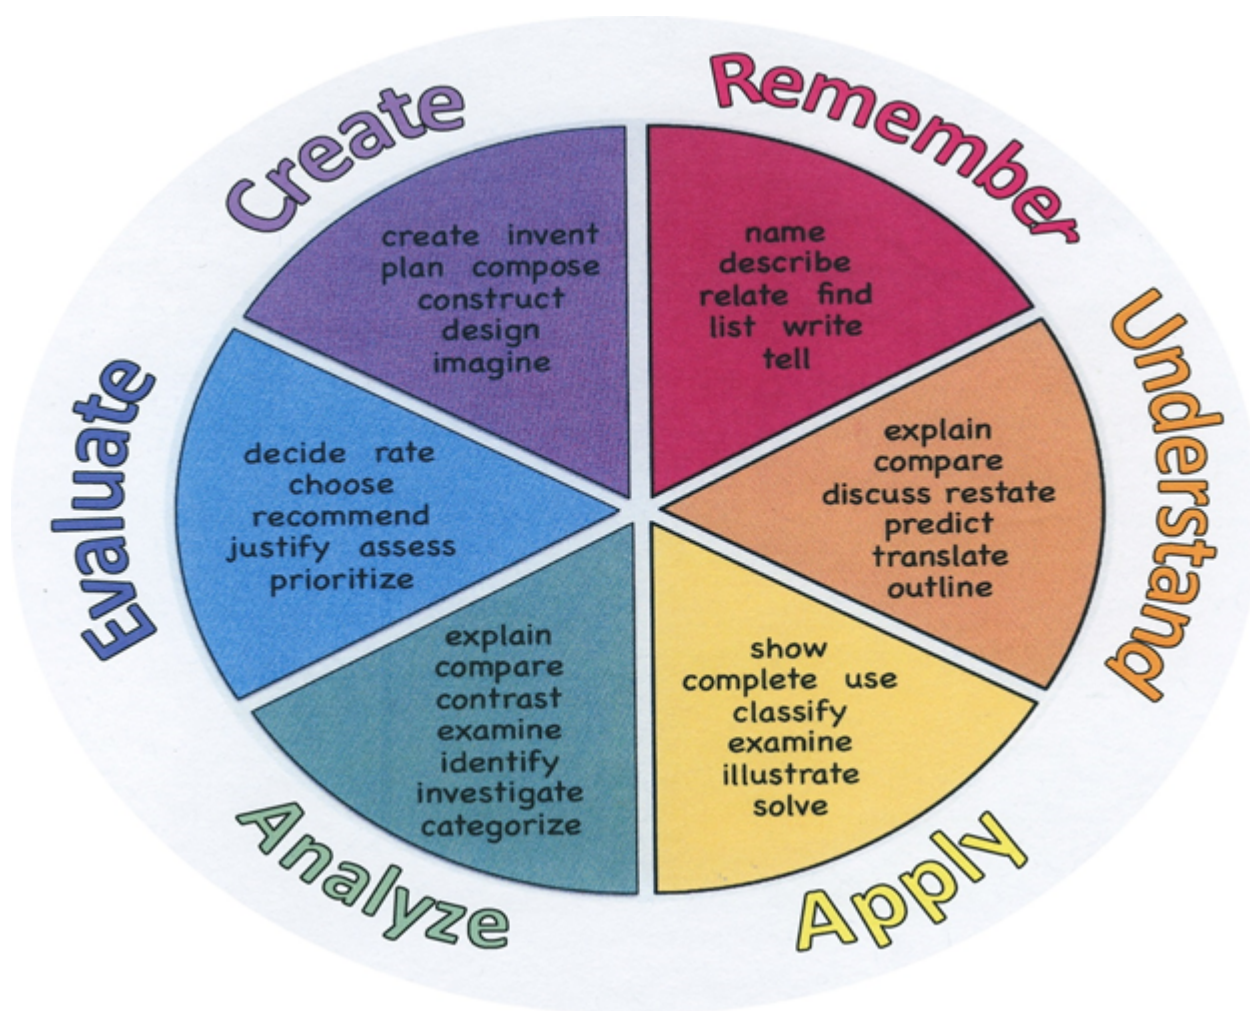 Remember
name
describe
relate find
list write
tell
Understand
explain
compare
discuss restate
predict
translate
outline
Apply
show
complete use
classify
examine
illustrate
solve
Analyze
explain
compare
contrast
examine
identify
investigate
categorize
Evaluate
decide rate
choose
recommend
justify assess
prioritize
Create
create invent
plan compose
construct
design
imagine